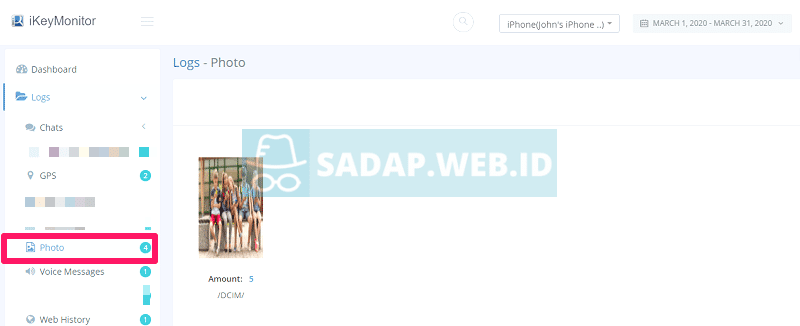 iKeyMonitor
iPhone(John's iPhone ..)
MARCH 1, 2020 - MARCH 31, 2020
Dashboard
Logs - Photo
Logs
Chats
SADAP.WEB.ID
GPS 2
Photo 4
Voice Messages 1
Amount: 5
/DCIM/
Web History 1